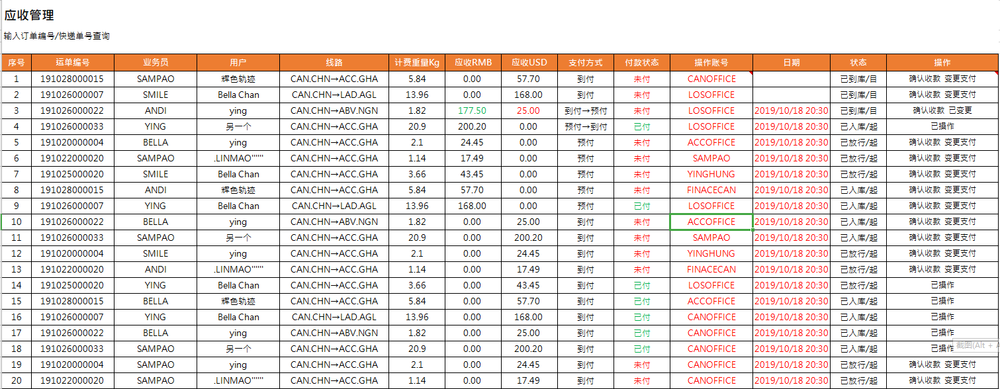 应收管理
输入订单编号/快递单号查询
序号 运单编号 业务员 用户 线路 计费重量Kg 应收RMB 应收USD 支付方式 付款状态 操作账号 日期 状态 操作
1 191028000015 SAMPAO 辉色轨迹 CAN.CHN→ACC.GHA 5.84 0.00 57.70 到付 未付 CANOFFICE 已到库/目 确认收款 变更支付
2 191026000007 SMILE Bella Chan CAN.CHN→LAD.AGL 13.96 0.00 168.00 到付 未付 LOSOFFICE 已到库/目 确认收款 变更支付
3 191026000022 ANDI ying CAN.CHN→ABV.NGN 1.82 177.50 25.00 到付→预付 未付 LOSOFFICE 2019/10/18 20:30 已到库/目 确认收款 已变更
4 191026000033 YING 另一个 CAN.CHN→ACC.GHA 20.9 200.20 0.00 预付→到付 已付 LOSOFFICE 2019/10/18 20:30 已入库/起 已操作
5 191020000004 BELLA ying CAN.CHN→ACC.GHA 2.1 24.45 0.00 预付 未付 ACCOFFICE 2019/10/18 20:30 已放行/起 确认收款 变更支付
6 191022000020 SAMPAO .LINMAO""" CAN.CHN→ACC.GHA 1.14 17.49 0.00 预付 未付 SAMPAO 2019/10/18 20:30 已放行/起 确认收款 变更支付
7 191025000020 SMILE Bella Chan CAN.CHN→ACC.GHA 3.66 43.45 0.00 预付 未付 YINGHUNG 2019/10/18 20:30 已放行/起 确认收款 变更支付
8 191028000015 ANDI 辉色轨迹 CAN.CHN→ACC.GHA 5.84 57.70 0.00 预付 未付 FINACECAN 2019/10/18 20:30 已入库/起 确认收款 变更支付
9 191026000007 YING Bella Chan CAN.CHN→LAD.AGL 13.96 168.00 0.00 预付 已付 LOSOFFICE 2019/10/18 20:30 已入库/起 确认收款 变更支付
10 191026000022 BELLA ying CAN.CHN→ABV.NGN 1.82 0.00 25.00 到付 未付 ACCOFFICE 2019/10/18 20:30 已入库/起 确认收款 变更支付
11 191026000033 SAMPAO 另一个 CAN.CHN→ACC.GHA 20.9 0.00 200.20 到付 未付 SAMPAO 2019/10/18 20:30 已入库/起 确认收款 变更支付
12 191020000004 SMILE ying CAN.CHN→ACC.GHA 2.1 0.00 24.45 到付 未付 YINGHUNG 2019/10/18 20:30 已放行/起 确认收款 变更支付
13 191022000020 ANDI .LINMAO""" CAN.CHN→ACC.GHA 1.14 0.00 17.49 到付 未付 FINACECAN 2019/10/18 20:30 已放行/起 确认收款 变更支付
14 191025000020 YING Bella Chan CAN.CHN→ACC.GHA 3.66 0.00 43.45 到付 已付 LOSOFFICE 2019/10/18 20:30 已放行/起 已操作
15 191028000015 BELLA 辉色轨迹 CAN.CHN→ACC.GHA 5.84 0.00 57.70 到付 已付 ACCOFFICE 2019/10/18 20:30 已入库/起 已操作
16 191026000007 YING Bella Chan CAN.CHN→LAD.AGL 13.96 0.00 168.00 到付 已付 CANOFFICE 2019/10/18 20:30 已入库/起 已操作
17 191026000022 BELLA ying CAN.CHN→ABV.NGN 1.82 0.00 25.00 到付 已付 CANOFFICE 2019/10/18 20:30 已入库/起 已操作
18 191026000033 SAMPAO 另一个 CAN.CHN→ACC.GHA 20.9 0.00 200.20 到付 已付 CANOFFICE 2019/10/18 20:30 已入库/起 已操作
截图(Alt + A
19 191020000004 SAMPAO ying CAN.CHN→ACC.GHA 2.1 0.00 24.45 到付 未付 CANOFFICE 2019/10/18 20:30 已放行/起 确认收款 变更支付
20 191022000020 SAMPAO .LINMAO""" CAN.CHN→ACC.GHA 1.14 0.00 17.49 到付 未付 CANOFFICE 2019/10/18 20:30 已放行/起 确认收款 变更支付